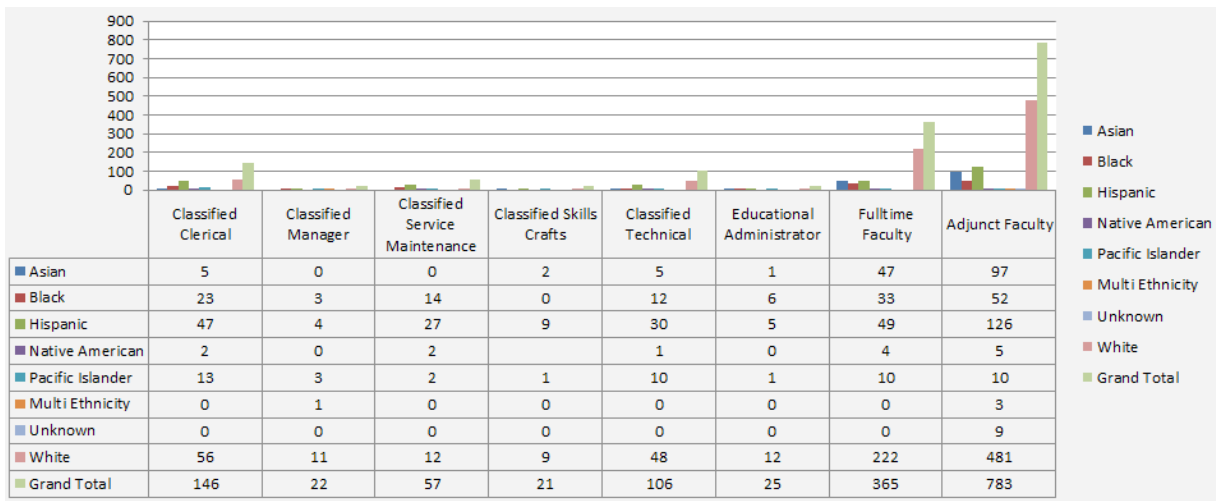 900
800
700
600
500
400
300
200
100
0
Classified Clerical
Classified Manager
Classified Service Maintenance
Classified Skills Crafts
Classified Technical
Educational Administrator
Fulltime Faculty
Adjunct Faculty
Asian 5 0 0 2 5 1 47 97
Black 23 3 14 0 12 6 33 52
Hispanic 47 4 27 9 30 5 49 126
Native American 2 0 2 1 0 4 5
Pacific Islander 13 3 2 1 10 1 10 10
Multi Ethnicity 0 1 0 0 0 0 0 3
Unknown 0 0 0 0 0 0 0 9
White 56 11 12 9 48 12 222 481
Grand Total 146 22 57 21 106 25 365 783
Asian
Black
Hispanic
Native American
Pacific Islander
Multi Ethnicity
Unknown
White
Grand Total